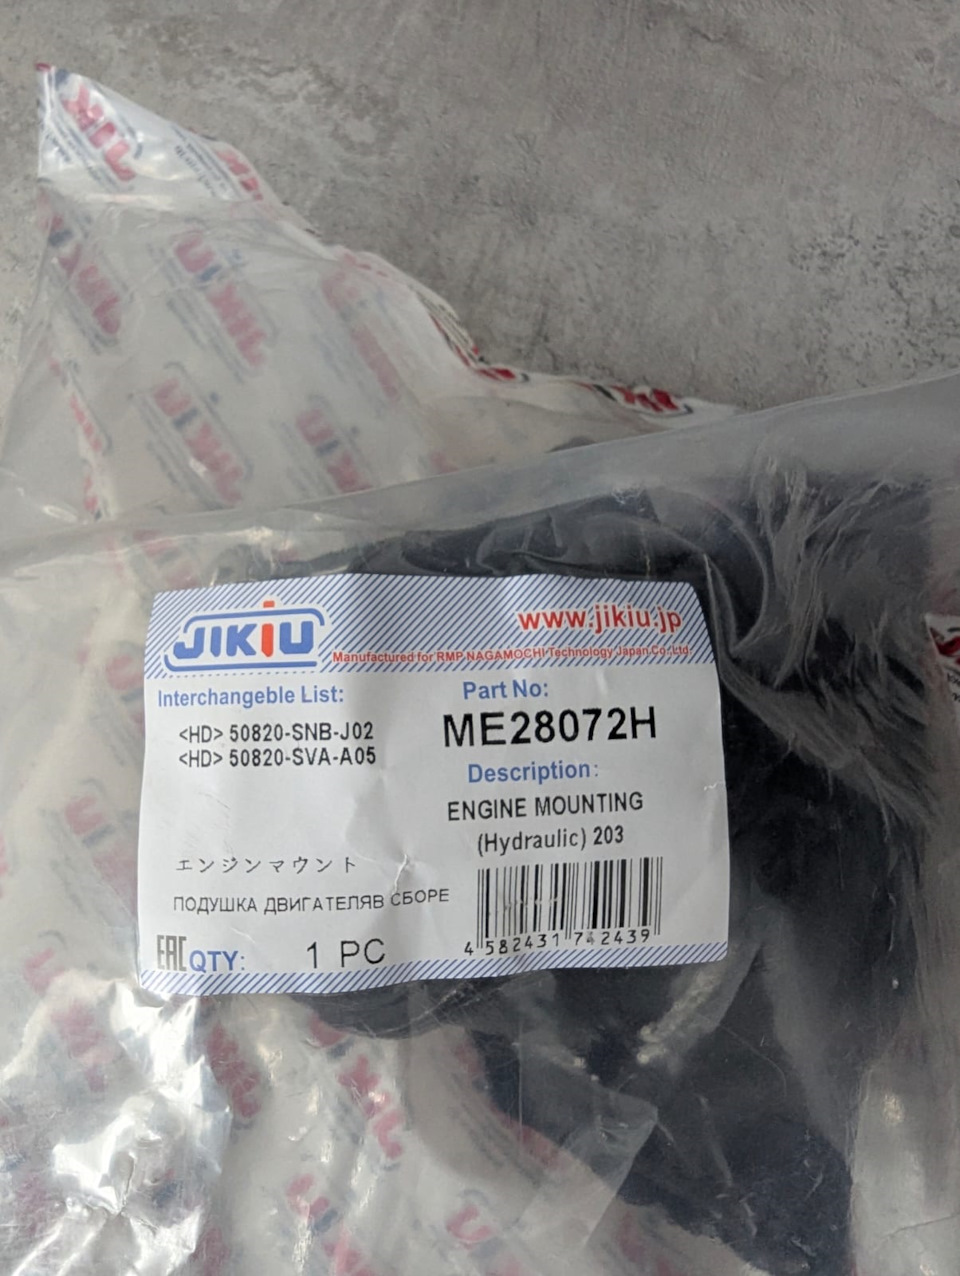 JIKIU
www.jikiu.jp
Manufactured for RMP NAGAMOCHI Technology Japan Co., Ltd.
Interchangeble List:
<HD> 50820-SNB-J02
<HD> 50820-SVA-A05
Part No:
ME28072H
Description:
ENGINE MOUNTING
(Hydraulic) 203
エンジンマウント
ПОДУШКА ДВИГАТЕЛЯВ СБОРЕ
EAC QTY: 1 PC
4 582431 742439